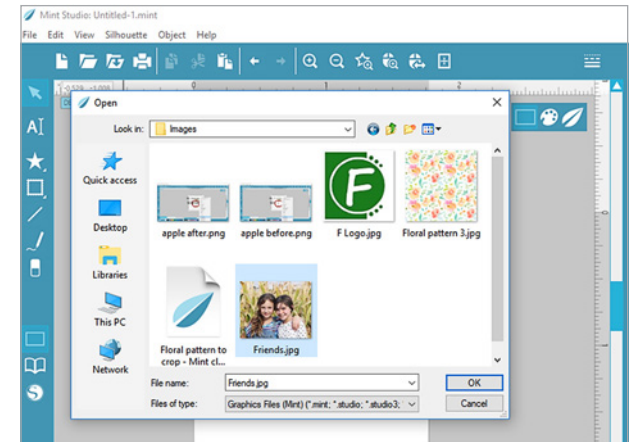 Mint Studio: Untitled-1.mint
File Edit View Silhouette Object Help
Open
Look in: Images
Quick access
Desktop
Libraries
This PC
Network
apple after.png apple before.png F Logo.jpg Floral pattern 3.jpg
Floral pattern to
crop - Mint cl...
Friends.jpg
File name: Friends.jpg OK
Files of type: Graphics Files (Mint) (*.mint; *.studio; *.studio3; Cancel